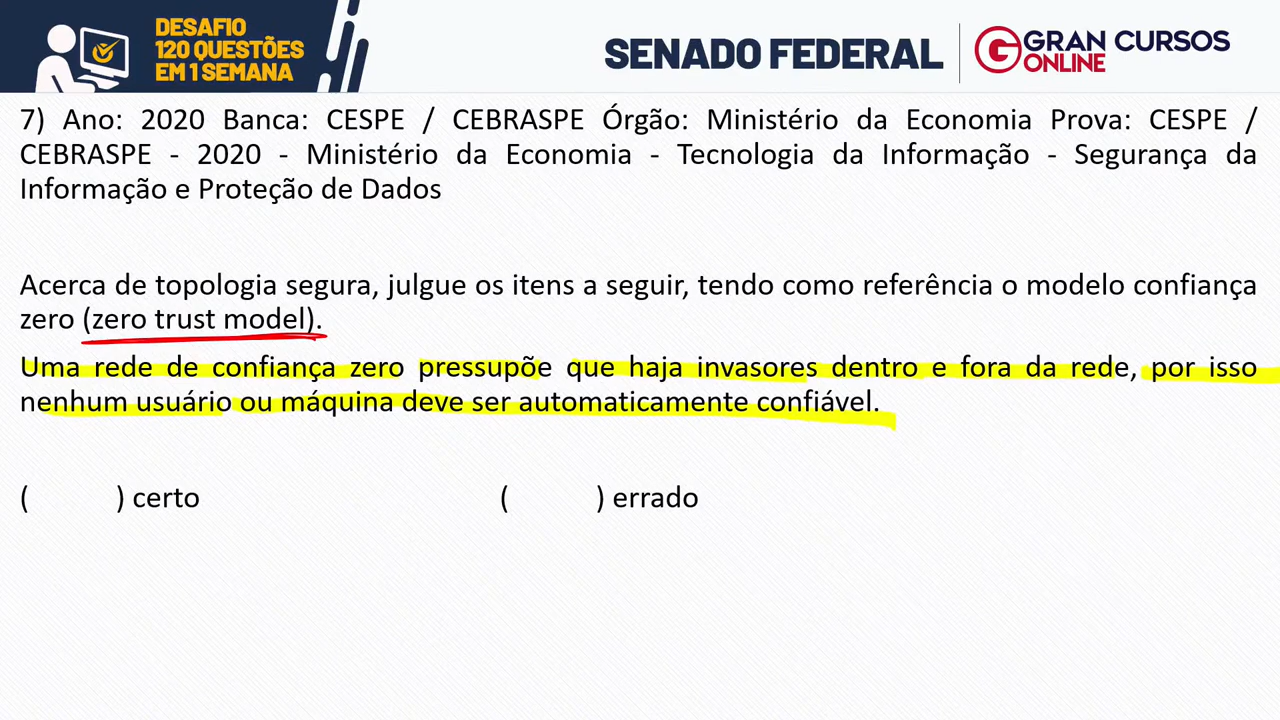 DESAFIO
120 QUESTÕES
EM 1 SEMANA
SENADO FEDERAL
GRAN CURSOS
ONLINE
7) Ano: 2020 Banca: CESPE / CEBRASPE Órgão: Ministério da Economia Prova: CESPE /
CEBRASPE - 2020 - Ministério da Economia - Tecnologia da Informação - Segurança da
Informação e Proteção de Dados
Acerca de topologia segura, julgue os itens a seguir, tendo como referência o modelo confiança
zero (zero trust model).
Uma rede de confiança zero pressupõe que haja invasores dentro e fora da rede, por isso
nenhum usuário ou máquina deve ser automaticamente confiável.
( ) certo ( ) errado